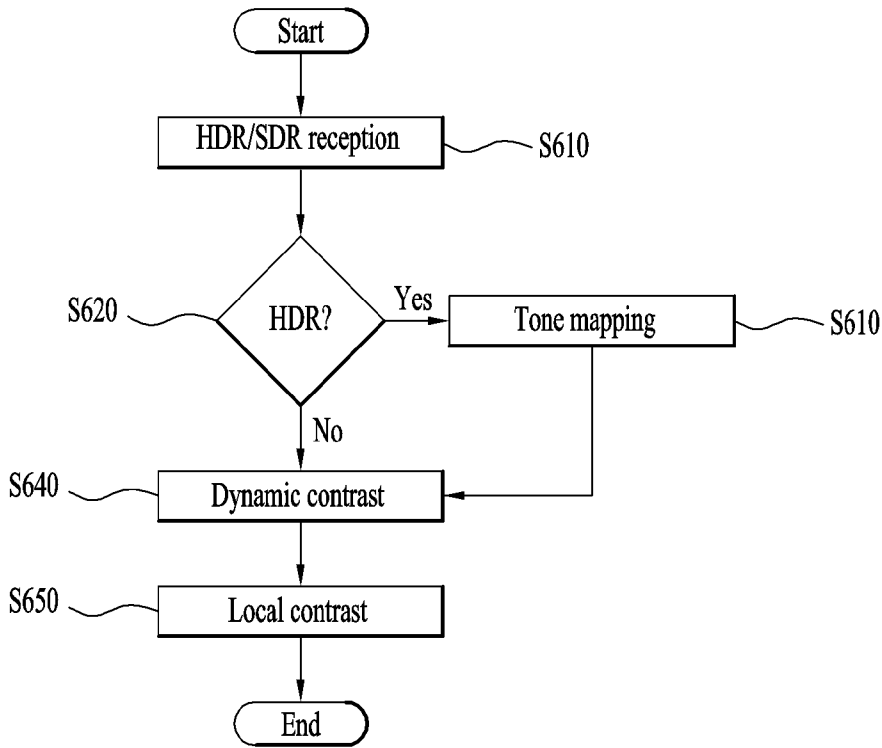 Start
HDR/SDR reception
S610
S620
HDR?
Yes
Tone mapping
S610
No
S640
Dynamic contrast
S650
Local contrast
End